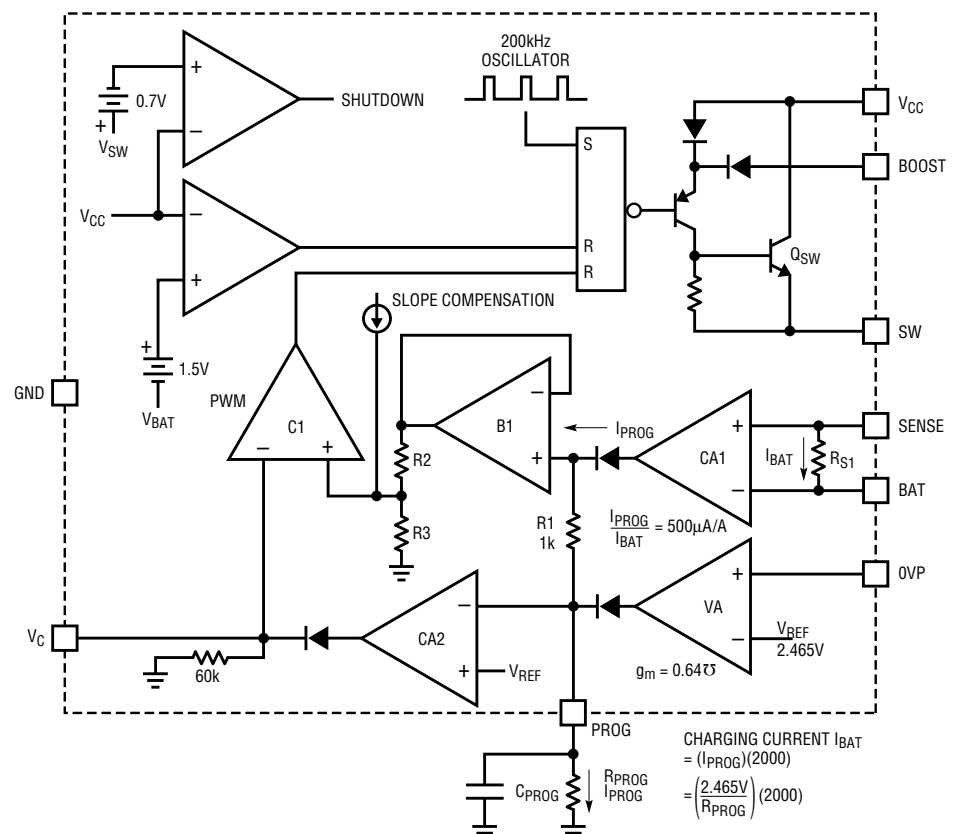 200kHz
OSCILLATOR
+
0.7V
+
V_SW
–
SHUTDOWN
S
V_CC
BOOST
V_CC
–
+
R
R
Q_SW
SLOPE COMPENSATION
SW
+
1.5V
V_BAT
GND
PWM
C1
–
+
R2
R3
–
B1
+
I_PROG
CA1
+
–
SENSE
I_BAT
R_S1
BAT
R1
1k
I_PROG
I_BAT
= 500µA/A
0VP
VA
+
–
V_REF
2.465V
g_m = 0.64℧
V_C
60k
CA2
–
+
V_REF
PROG
C_PROG
R_PROG
I_PROG
CHARGING CURRENT I_BAT
= (I_PROG)(2000)
= (2.465V / R_PROG)(2000)